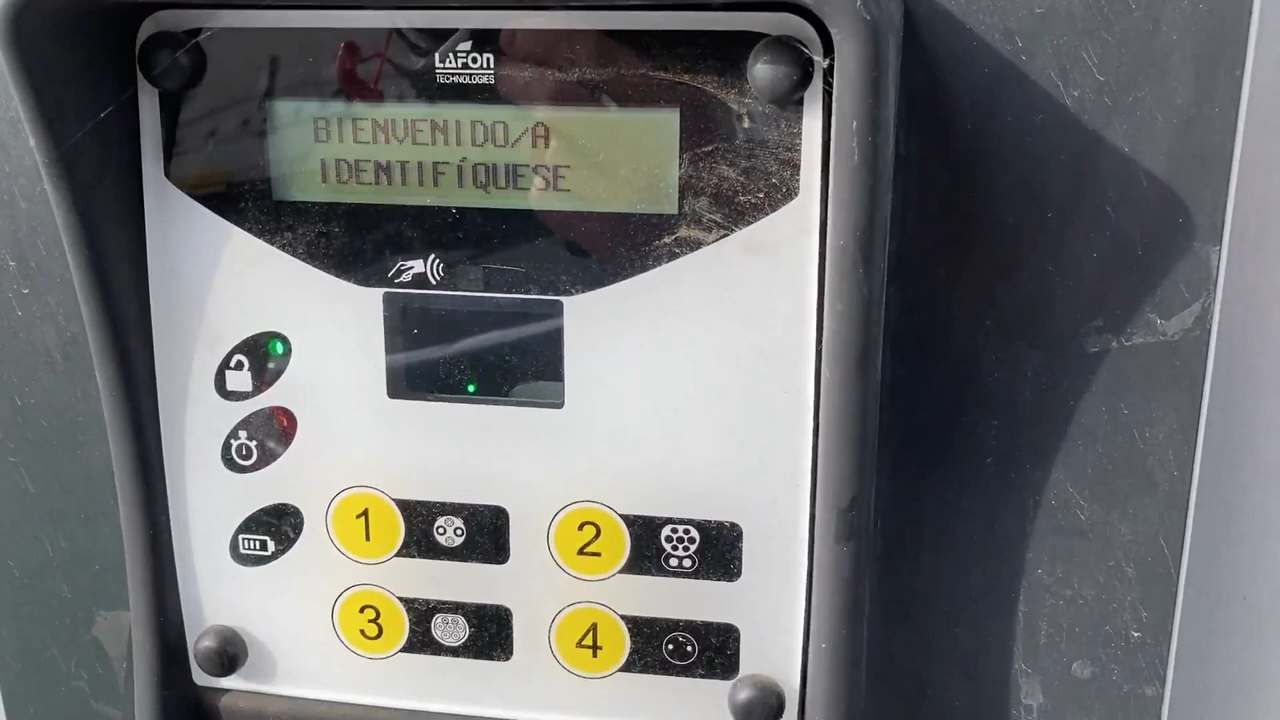 LAFON
TECHNOLOGIES
BIENVENIDO/A
IDENTIFÍQUESE
1
2
3
4